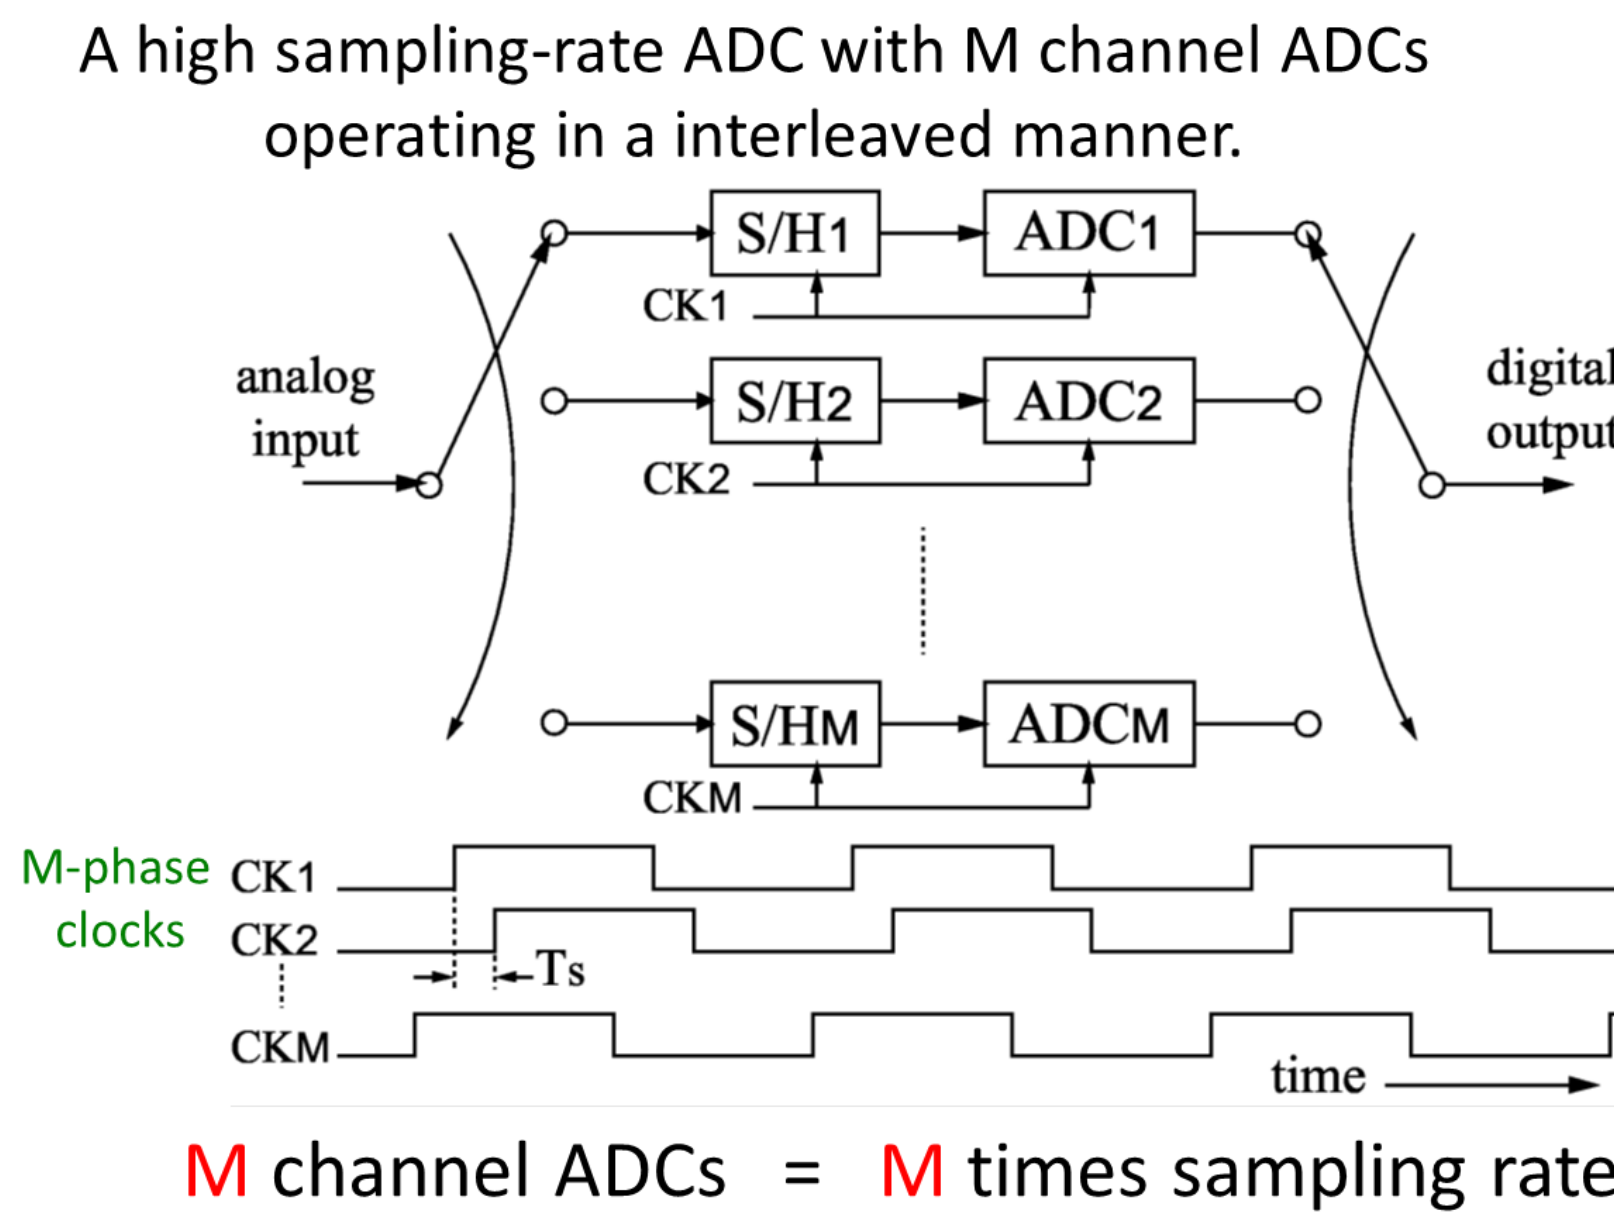 A high sampling-rate ADC with M channel ADCs
operating in a interleaved manner.
S/H1
ADC1
CK1
analog
input
S/H2
ADC2
CK2
digital
output
S/HM
ADCM
CKM
M-phase
clocks
CK1
CK2
Ts
CKM
time
M channel ADCs = M times sampling rate